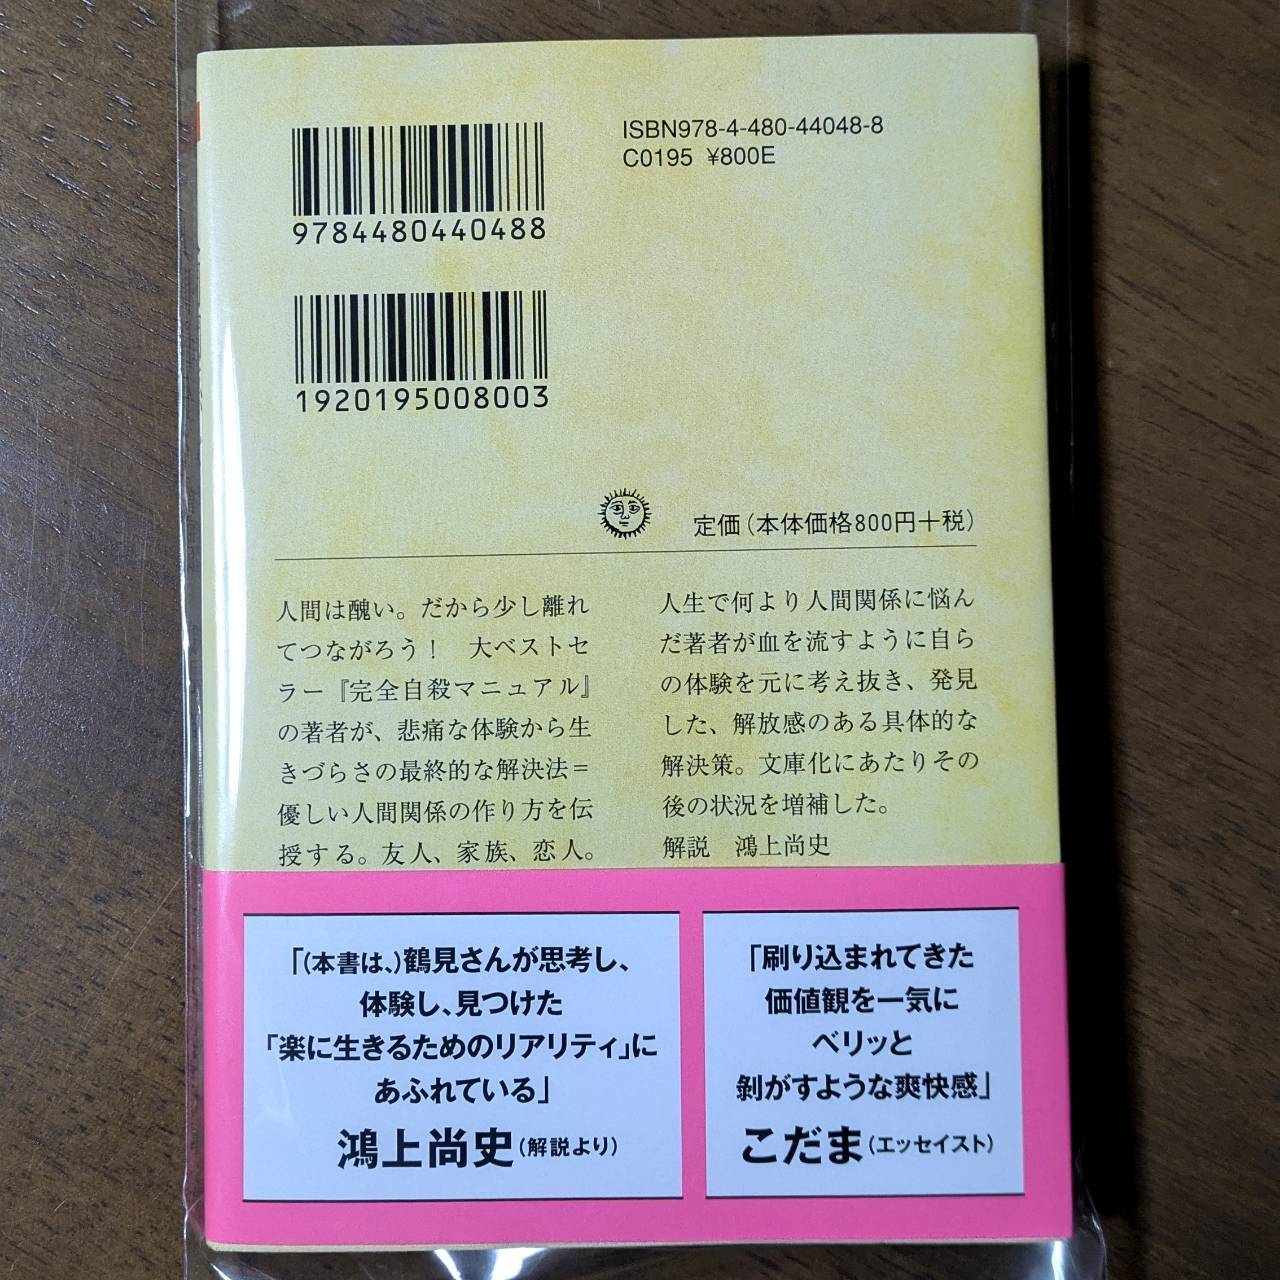 9784480440488
ISBN978-4-480-44048-8
C0195 ¥800E
1920195008003
定価(本体価格800円+税)
人間は醜い。だから少し離れ
てつながろう! 大ベストセ
ラー『完全自殺マニュアル』
の著者が、悲痛な体験から生
きづらさの最終的な解決法=
優しい人間関係の作り方を伝
授する。友人、家族、恋人。
人生で何より人間関係に悩ん
だ著者が血を流すように自ら
の体験を元に考え抜き、発見
した、解放感のある具体的な
解決策。文庫化にあたりその
後の状況を増補した。
解説 鴻上尚史
「(本書は、)鶴見さんが思考し、
体験し、見つけた
「楽に生きるためのリアリティ」に
あふれている」
鴻上尚史(解説より)
「刷り込まれてきた
価値観を一気に
ベリッと
剝がすような爽快感」
こだま(エッセイスト)